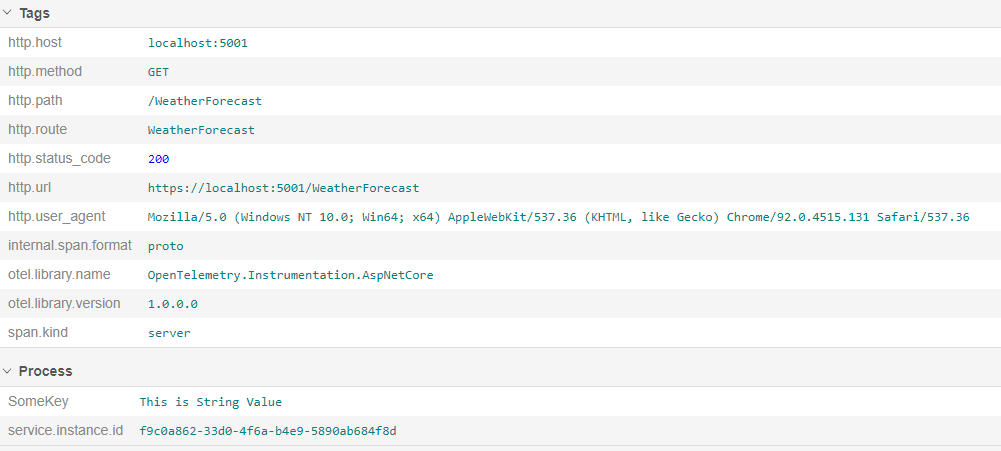 Tags
http.host localhost:5001
http.method GET
http.path /WeatherForecast
http.route WeatherForecast
http.status_code 200
http.url https://localhost:5001/WeatherForecast
http.user_agent Mozilla/5.0 (Windows NT 10.0; Win64; x64) AppleWebKit/537.36 (KHTML, like Gecko) Chrome/92.0.4515.131 Safari/537.36
internal.span.format proto
otel.library.name OpenTelemetry.Instrumentation.AspNetCore
otel.library.version 1.0.0.0
span.kind server
Process
SomeKey This is String Value
service.instance.id f9c0a862-33d0-4f6a-b4e9-5890ab684f8d